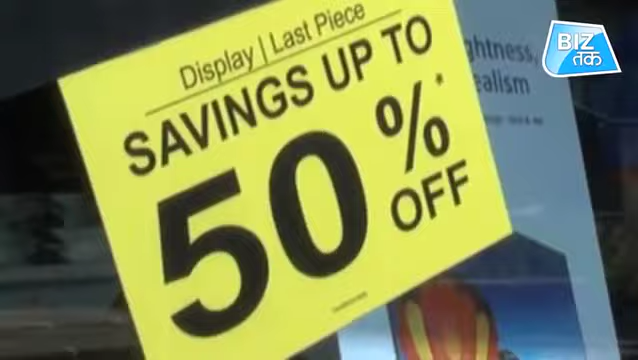 Display | Last Piece
SAVINGS UP TO
50%*
OFF
BIZ
तक
ghtness,
ealism